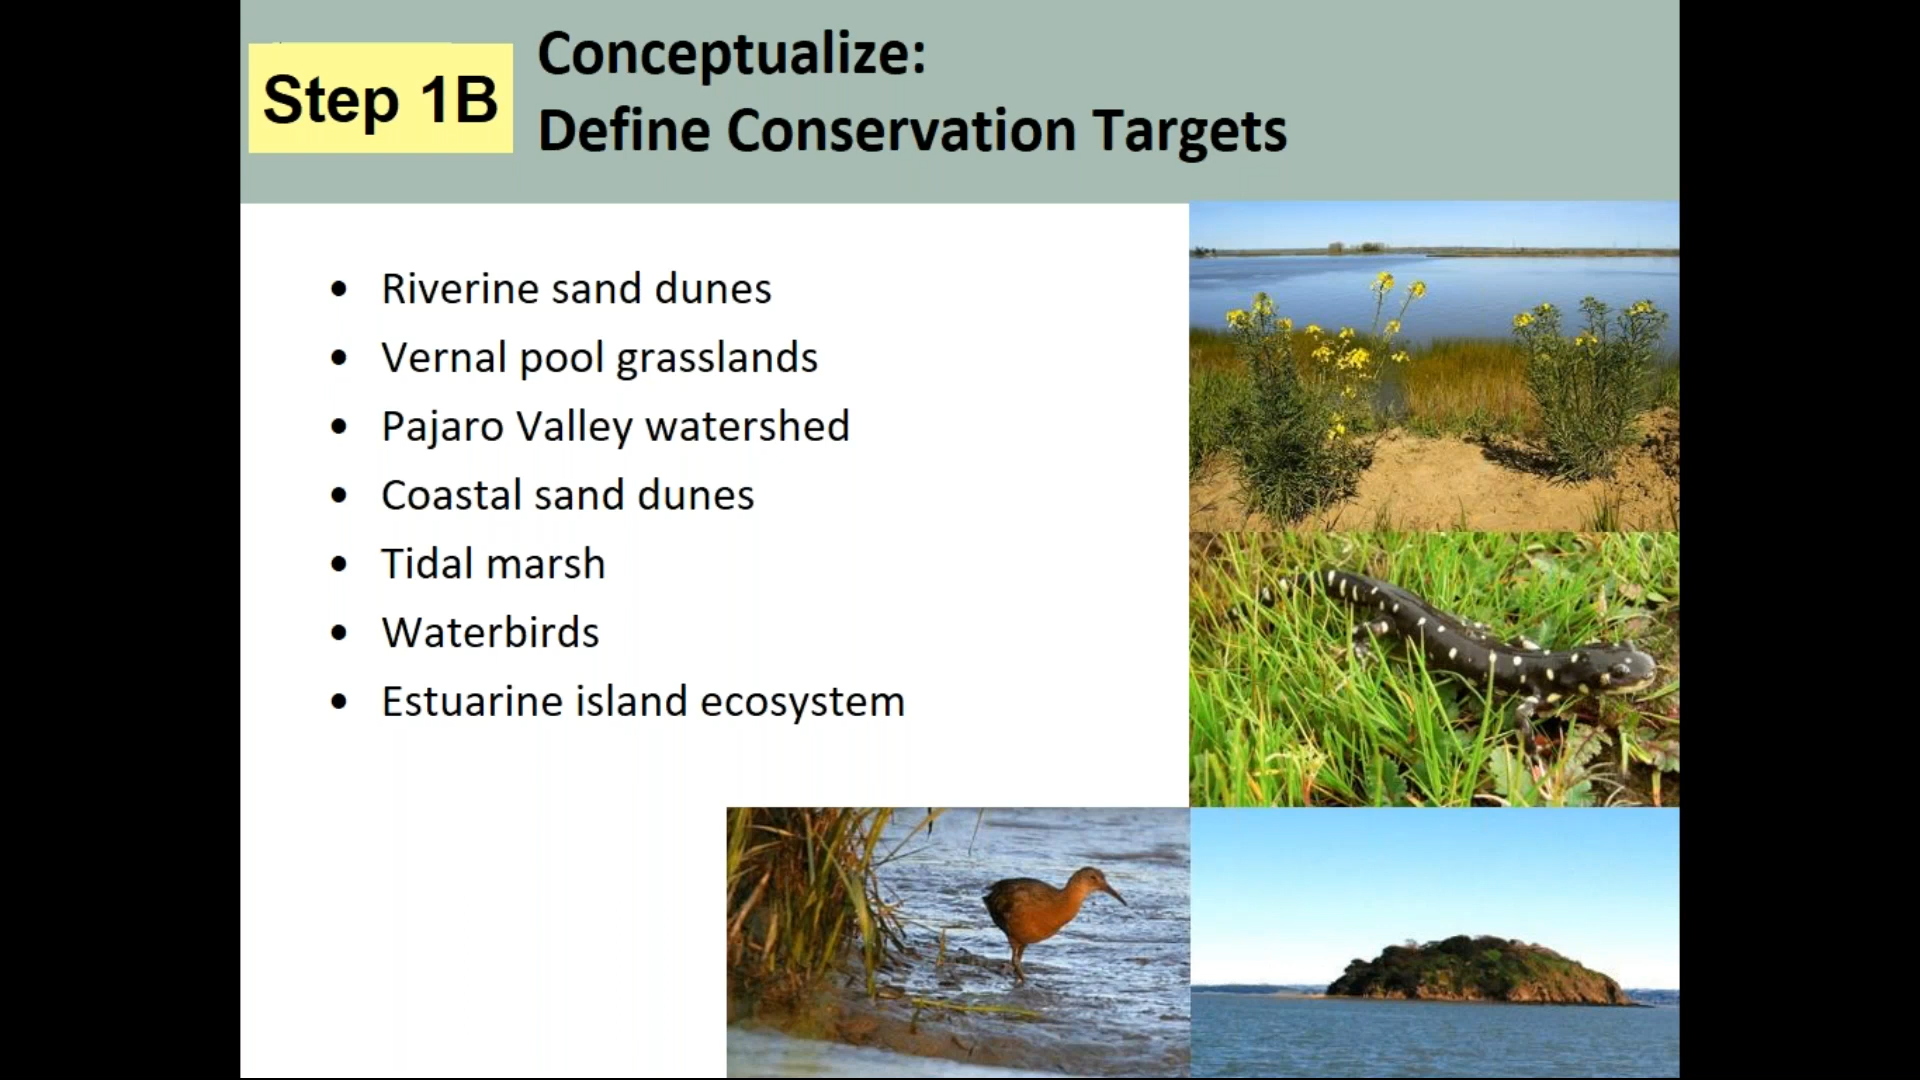 Step 1B
Conceptualize:
Define Conservation Targets
• Riverine sand dunes
• Vernal pool grasslands
• Pajaro Valley watershed
• Coastal sand dunes
• Tidal marsh
• Waterbirds
• Estuarine island ecosystem